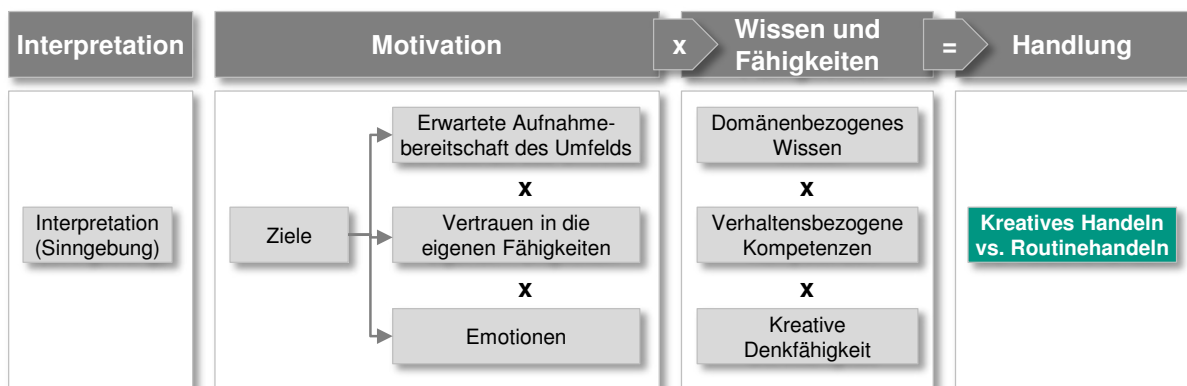 Interpretation
Motivation
x
Wissen und
Fähigkeiten
=
Handlung
Interpretation
(Sinngebung)
Ziele
Erwartete Aufnahme-
bereitschaft des Umfelds
x
Vertrauen in die
eigenen Fähigkeiten
x
Emotionen
Domänenbezogenes
Wissen
x
Verhaltensbezogene
Kompetenzen
x
Kreative
Denkfähigkeit
Kreatives Handeln
vs. Routinehandeln